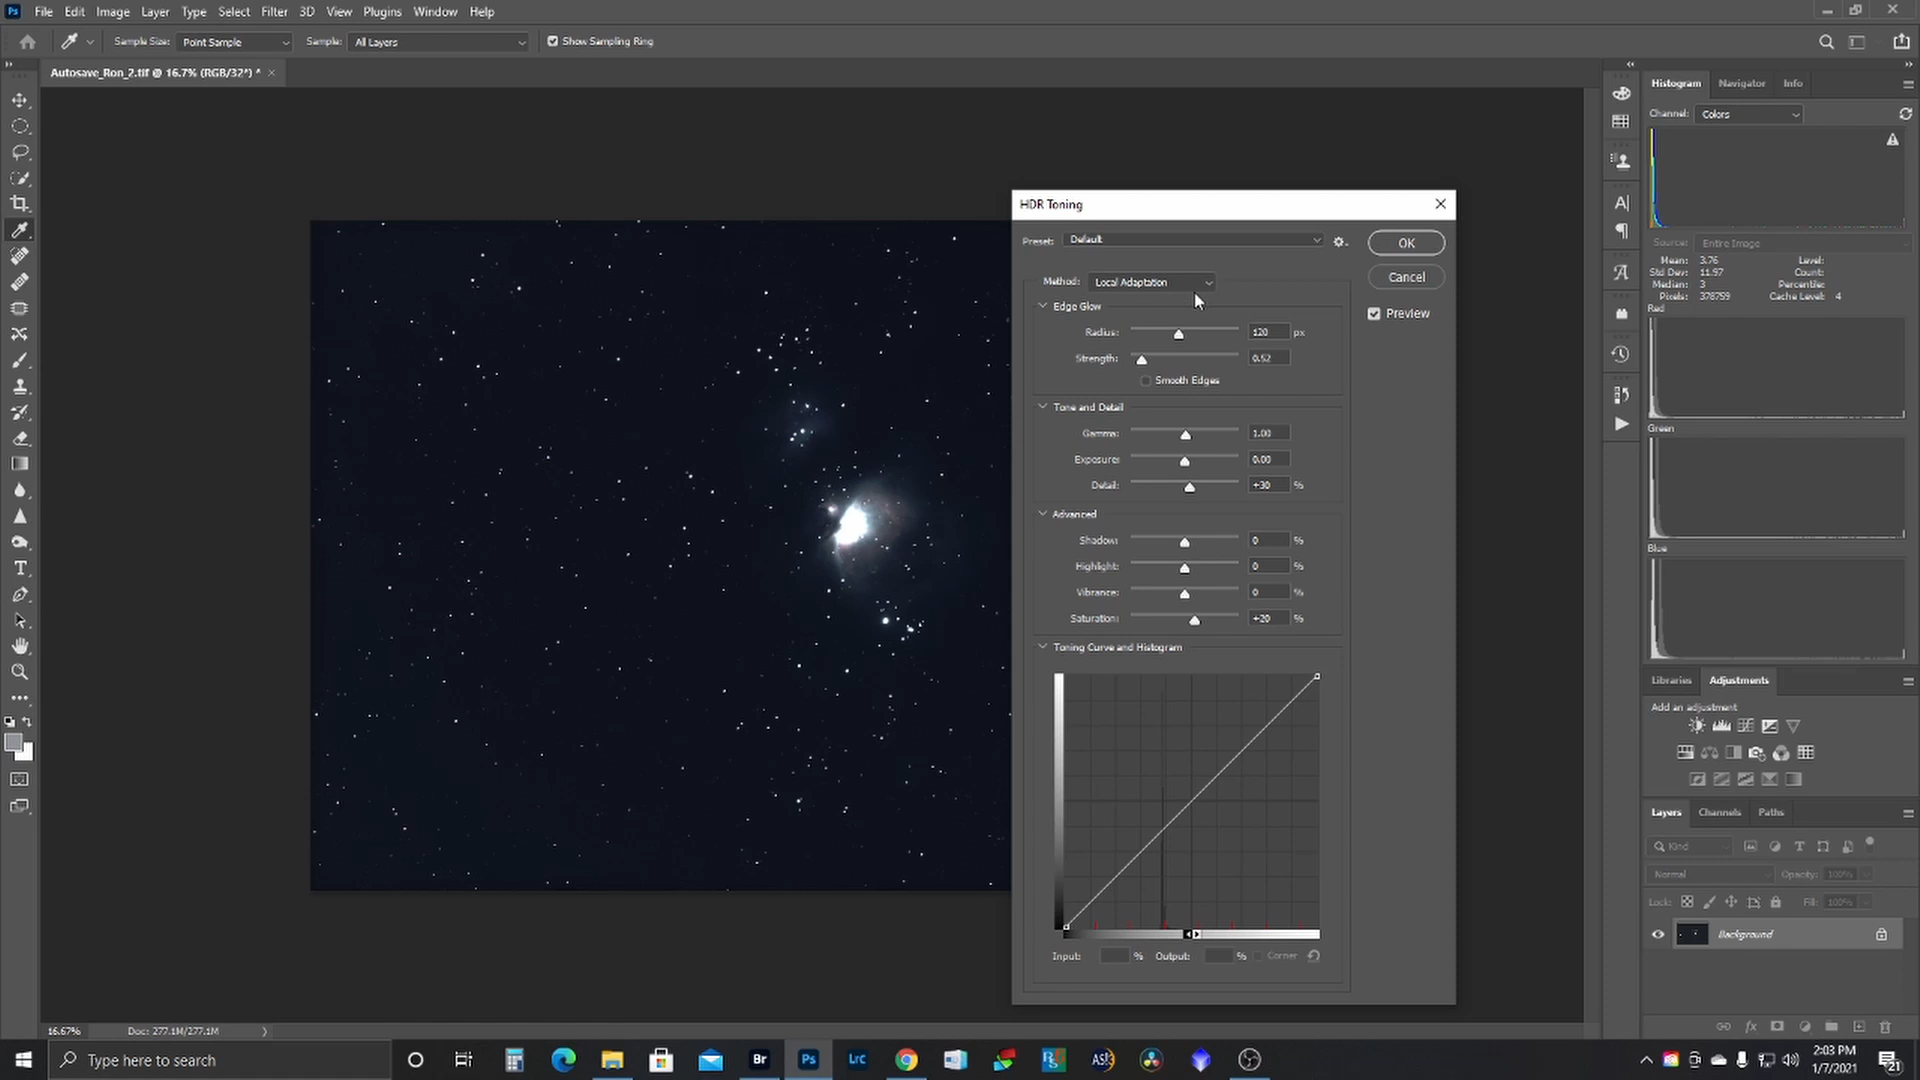 Ps File Edit Image Layer Type Select Filter 3D View Plugins Window Help
Sample Size: Point Sample Sample: All Layers Show Sampling Ring
Autosave_Ron_2.tif @ 16.7% (RGB/32*) *
Histogram Navigator Info
Channel: Colors
Source: Entire Image
Mean: 3.76 Level:
Std Dev: 11.97 Count:
Median: 3 Percentile:
Pixels: 378759 Cache Level: 4
Red
Green
Blue
HDR Toning
Preset: Default OK
Cancel
Method: Local Adaptation
Preview
Edge Glow
Radius: 120 px
Strength: 0.52
Smooth Edges
Tone and Detail
Gamma: 1.00
Exposure: 0.00
Detail: +30 %
Advanced
Shadow: 0 %
Highlight: 0 %
Vibrance: 0 %
Saturation: +20 %
Toning Curve and Histogram
Input: % Output: % Corner
Libraries Adjustments
Add an adjustment
Layers Channels Paths
Kind
Normal Opacity: 100%
Lock: Fill: 100%
Background
16.67% Doc: 277.1M/277.1M
Type here to search
Br Ps LrC
2:03 PM
1/7/2021
21